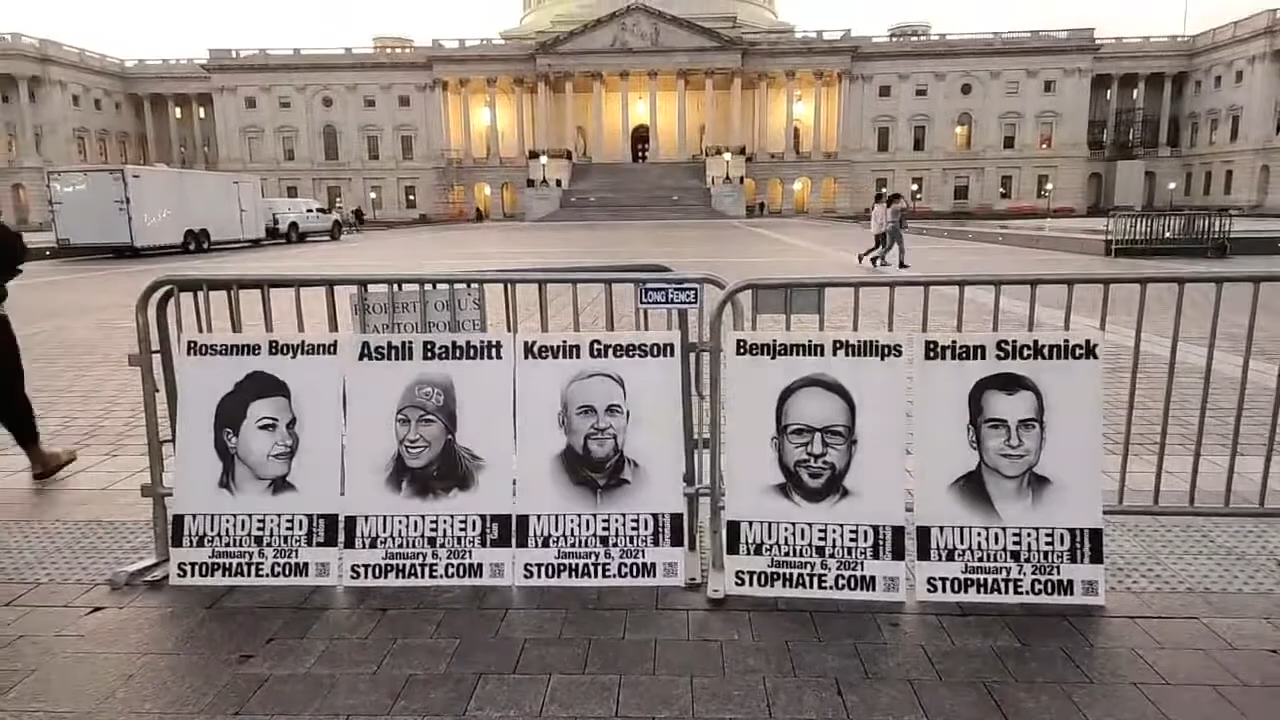 PROPERTY OF U.S.
CAPITOL POLICE
LONG FENCE
Rosanne Boyland
MURDERED
BY CAPITOL POLICE
January 6, 2021
STOPHATE.COM
Ashli Babbitt
MURDERED
BY CAPITOL POLICE
Gun
January 6, 2021
STOPHATE.COM
Kevin Greeson
MURDERED
BY CAPITOL POLICE
Grenade
January 6, 2021
STOPHATE.COM
Benjamin Phillips
MURDERED
BY CAPITOL POLICE
Grenade
January 6, 2021
STOPHATE.COM
Brian Sicknick
MURDERED
BY CAPITOL POLICE
January 7, 2021
STOPHATE.COM